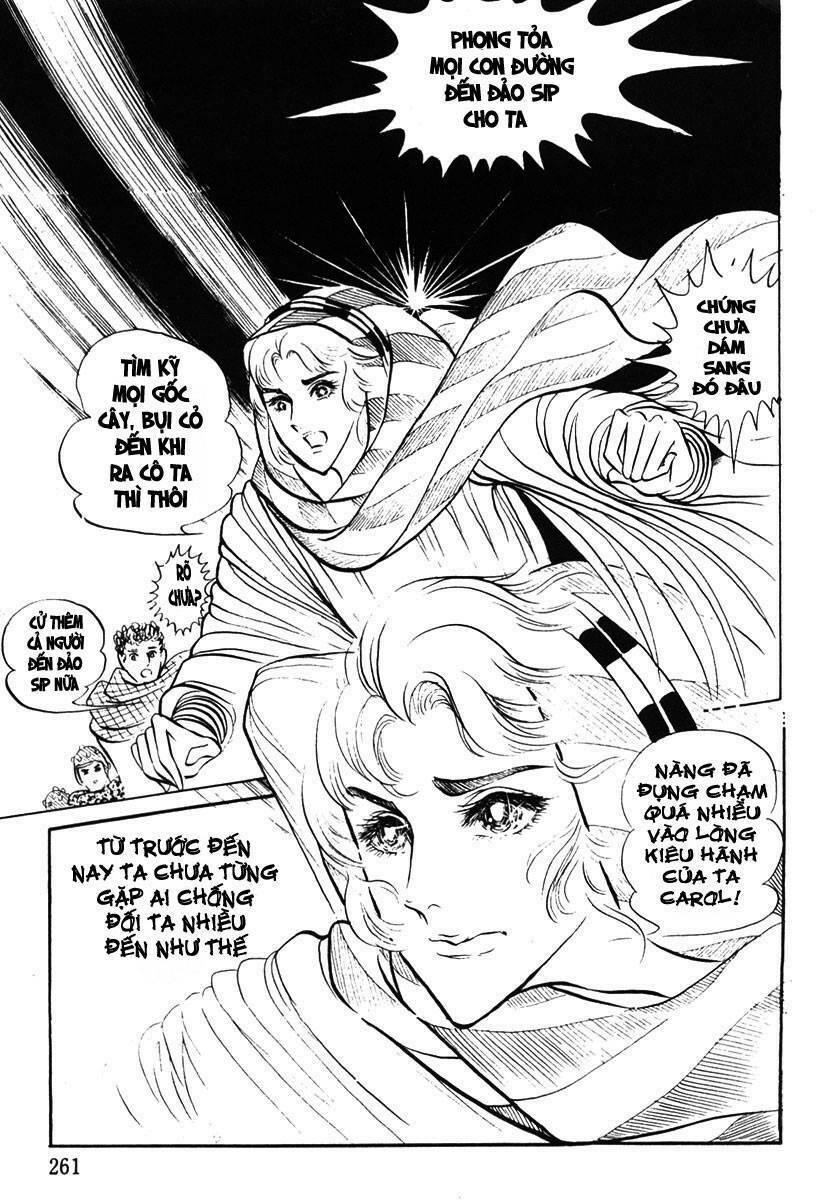 PHONG TỎA
MỌI CON ĐƯỜNG
ĐẾN ĐẢO SIP
CHO TA
CHÚNG
CHƯA
DÁM
SANG
ĐÓ ĐÂU
TÌM KỸ
MỌI GỐC
CÂY, BỤI CỎ
ĐẾN KHI
RA CÔ TA
THÌ THÔI
RÕ
CHƯA?
CỬ THÊM
CẢ NGƯỜI
ĐẾN ĐẢO
SIP NỮA
NÀNG ĐÃ
ĐỤNG CHẠM
QUÁ NHIỀU
VÀO LÒNG
KIÊU HÃNH
CỦA TA
CAROL!
TỪ TRƯỚC ĐẾN
NAY TA CHƯA TỪNG
GẶP AI CHỐNG
ĐỐI TA NHIỀU
ĐẾN NHƯ THẾ
261